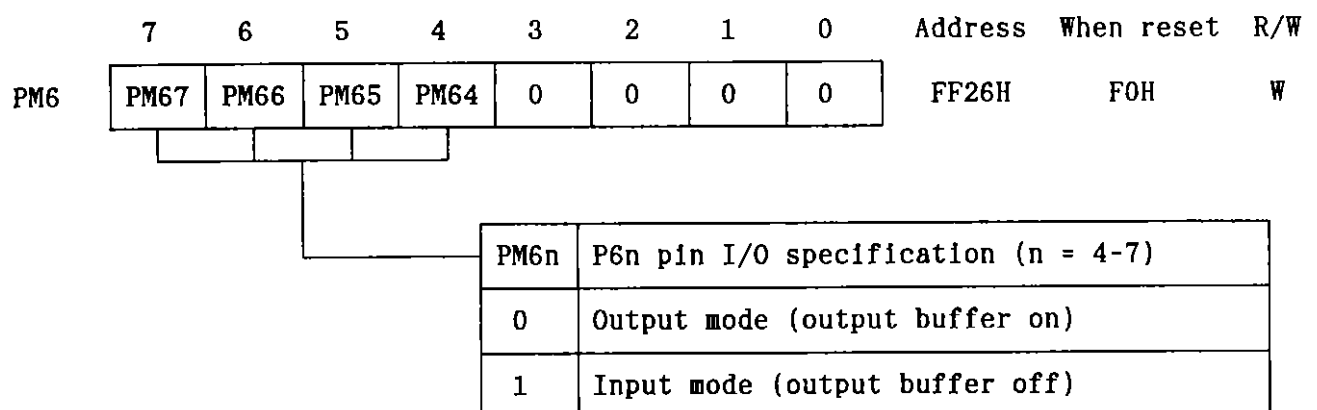 7 6 5 4 3 2 1 0 Address When reset R/W
PM6 PM67 PM66 PM65 PM64 0 0 0 0 FF26H F0H W
PM6n P6n pin I/O specification (n = 4-7)
0 Output mode (output buffer on)
1 Input mode (output buffer off)